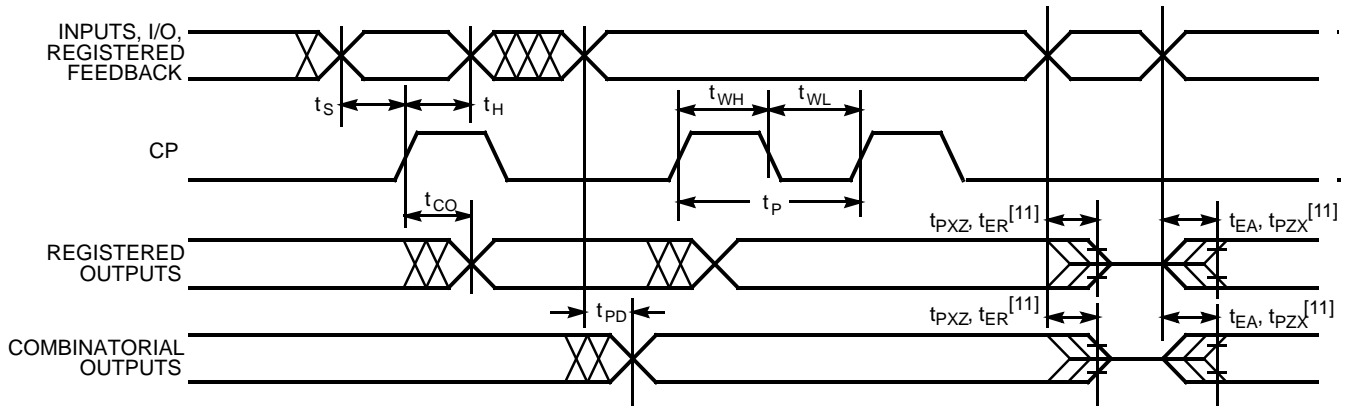 INPUTS, I/O,
REGISTERED
FEEDBACK
tS
tH
tWH
tWL
CP
tCO
tP
tPXZ, tER[11]
tEA, tPZX[11]
REGISTERED
OUTPUTS
tPD
tPXZ, tER[11]
tEA, tPZX[11]
COMBINATORIAL
OUTPUTS